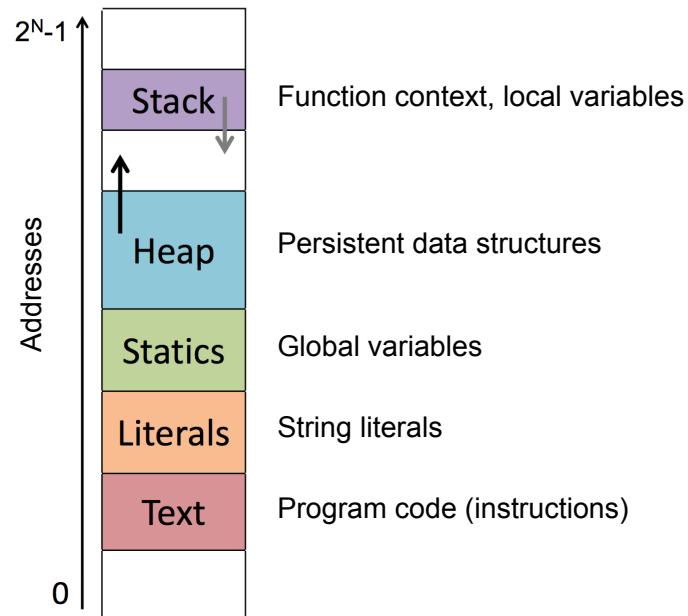 2ᴺ-1
Stack
Function context, local variables
Addresses
Heap
Persistent data structures
Statics
Global variables
Literals
String literals
Text
Program code (instructions)
0